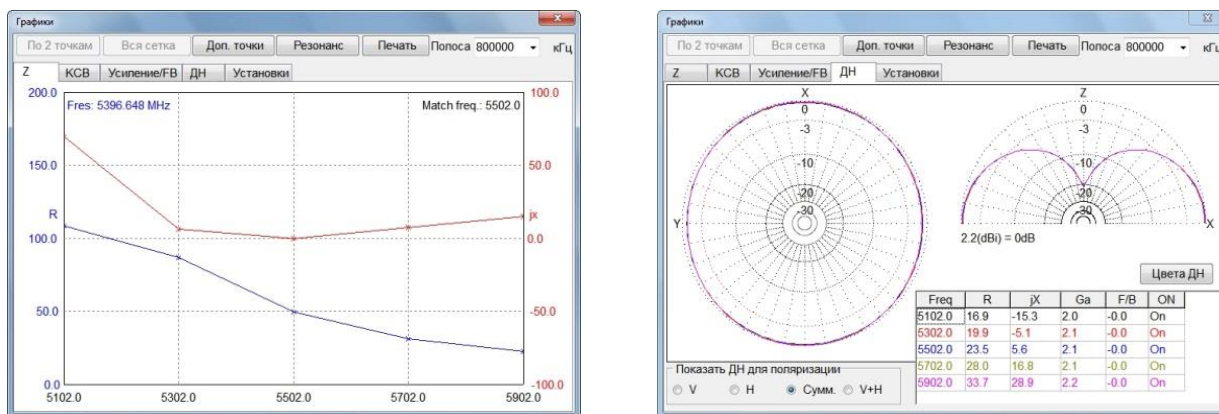 Графики
По 2 точкам Вся сетка Доп. точки Резонанс Печать Полоса 800000 кГц
Z КСВ Усиление/FB ДН Установки
200.0 Fres: 5396.648 MHz Match freq.: 5502.0 100.0
150.0 50.0
R jx
100.0 0.0
50.0 -50.0
0.0 -100.0
5102.0 5302.0 5502.0 5702.0 5902.0
Графики
По 2 точкам Вся сетка Доп. точки Резонанс Печать Полоса 800000 кГц
Z КСВ Усиление/FB ДН Установки
X Z
0 0
-3 -3
-10 -10
-20 -20
-30 -30
Y X
2.2(dBi) = 0dB
Цвета ДН
Freq R jX Ga F/B ON
5102.0 16.9 -15.3 2.0 -0.0 On
5302.0 19.9 -5.1 2.1 -0.0 On
5502.0 23.5 5.6 2.1 -0.0 On
5702.0 28.0 16.8 2.1 -0.0 On
5902.0 33.7 28.9 2.2 -0.0 On
Показать ДН для поляризации
V H Сумм. V+H